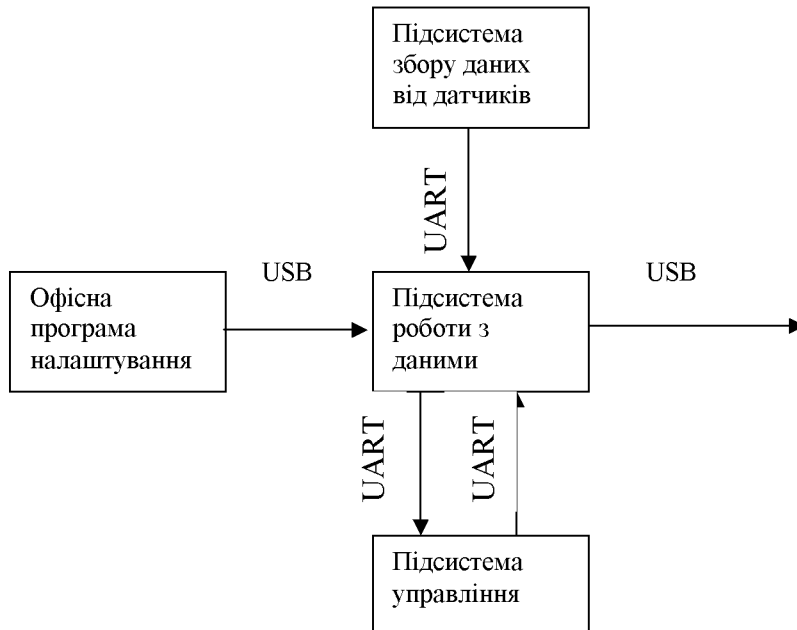 Підсистема
збору даних
від датчиків
UART
USB
USB
Офісна
програма
налаштування
Підсистема
роботи з
даними
UART
UART
Підсистема
управління